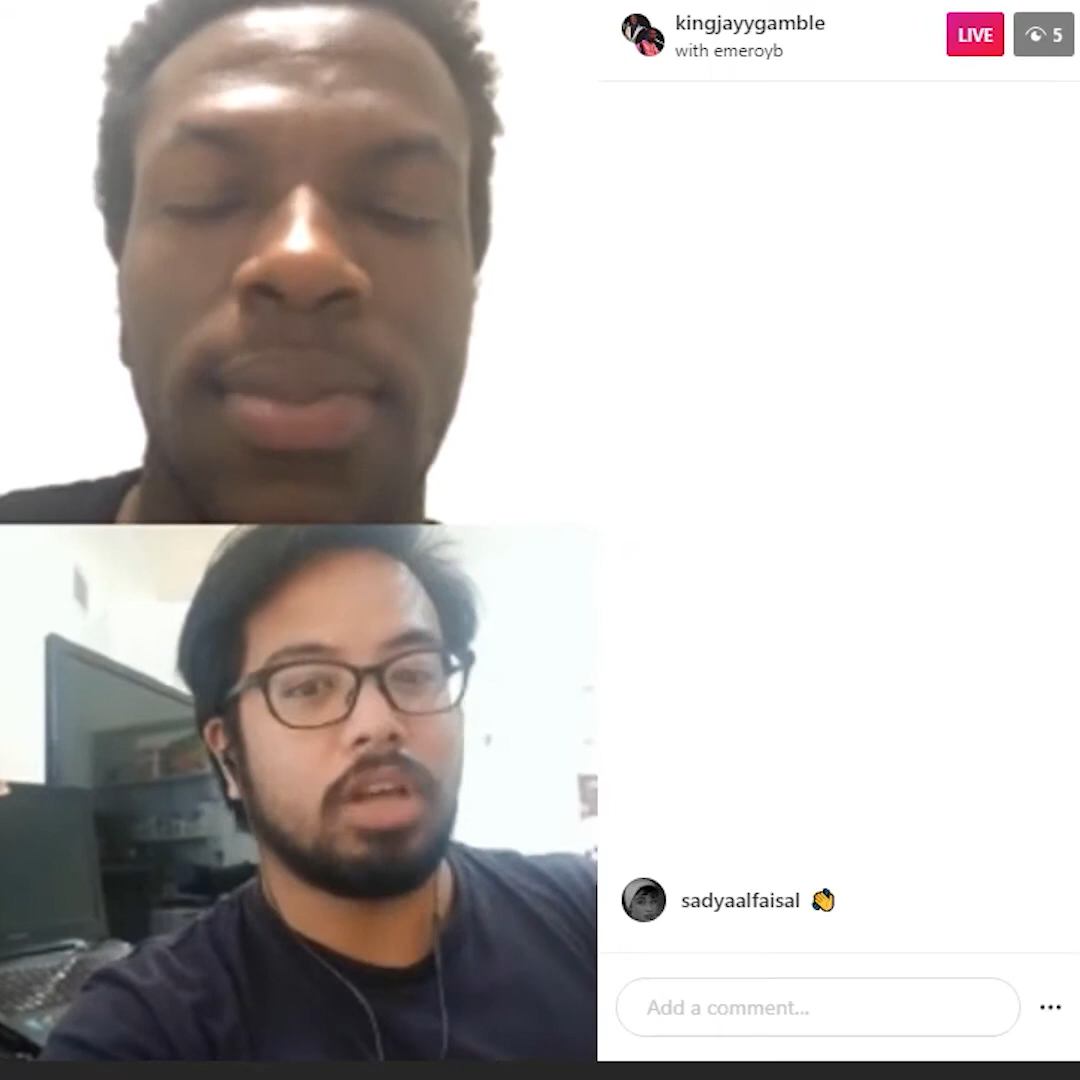 kingjayygamble
with emeroyb
LIVE
5
sadyaalfaisal 👏
Add a comment...